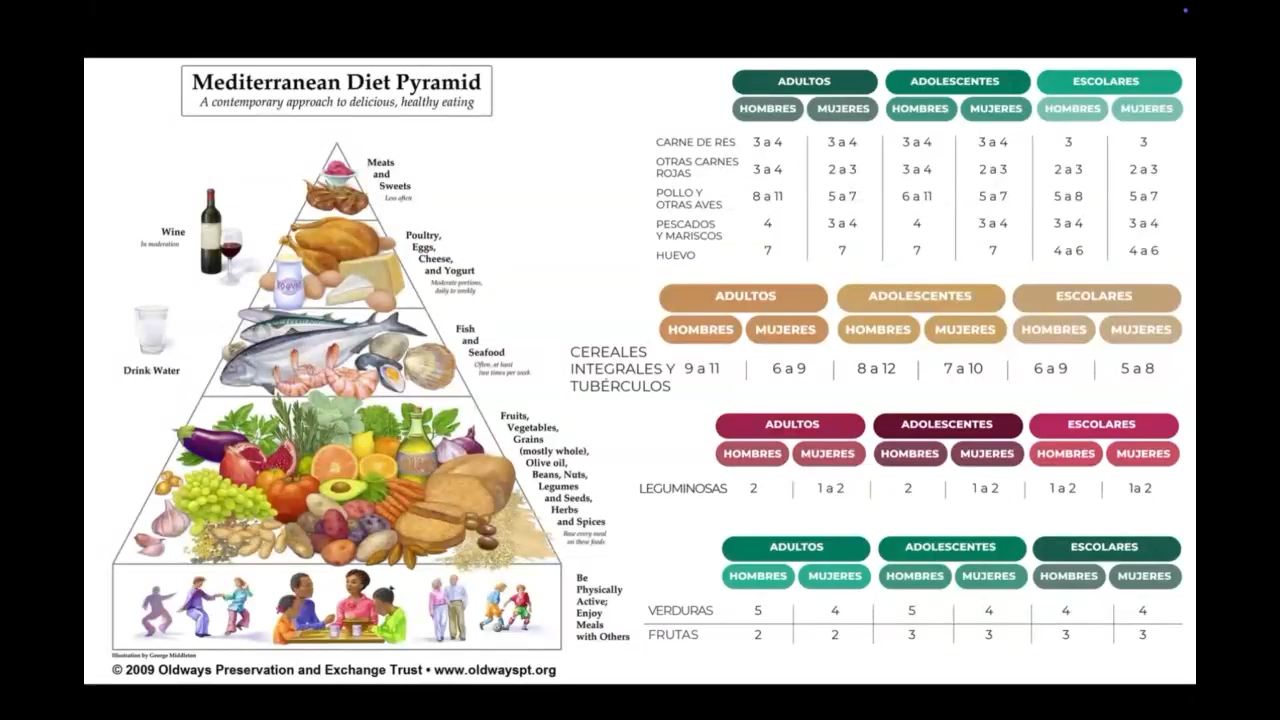 Mediterranean Diet Pyramid
A contemporary approach to delicious, healthy eating
Meats
and
Sweets
Less often
Wine
In moderation
Poultry,
Eggs,
Cheese,
and Yogurt
Moderate portions,
daily to weekly
Yogurt
Drink Water
Fish
and
Seafood
Often, at least
two times per week
Fruits,
Vegetables,
Grains
(mostly whole),
Olive oil,
Beans, Nuts,
Legumes
and Seeds,
Herbs
and Spices
Base every meal
on these foods
Be
Physically
Active;
Enjoy
Meals
with Others
Illustration by George Middleton
© 2009 Oldways Preservation and Exchange Trust • www.oldwayspt.org
ADULTOS ADOLESCENTES ESCOLARES
HOMBRES MUJERES HOMBRES MUJERES HOMBRES MUJERES
CARNE DE RES 3 a 4 3 a 4 3 a 4 3 a 4 3 3
OTRAS CARNES
ROJAS 3 a 4 2 a 3 3 a 4 2 a 3 2 a 3 2 a 3
POLLO Y
OTRAS AVES 8 a 11 5 a 7 6 a 11 5 a 7 5 a 8 5 a 7
PESCADOS
Y MARISCOS 4 3 a 4 4 3 a 4 3 a 4 3 a 4
HUEVO 7 7 7 7 4 a 6 4 a 6
ADULTOS ADOLESCENTES ESCOLARES
HOMBRES MUJERES HOMBRES MUJERES HOMBRES MUJERES
CEREALES
INTEGRALES Y 9 a 11 6 a 9 8 a 12 7 a 10 6 a 9 5 a 8
TUBÉRCULOS
ADULTOS ADOLESCENTES ESCOLARES
HOMBRES MUJERES HOMBRES MUJERES HOMBRES MUJERES
LEGUMINOSAS 2 1 a 2 2 1 a 2 1 a 2 1a 2
ADULTOS ADOLESCENTES ESCOLARES
HOMBRES MUJERES HOMBRES MUJERES HOMBRES MUJERES
VERDURAS 5 4 5 4 4 4
FRUTAS 2 2 3 3 3 3